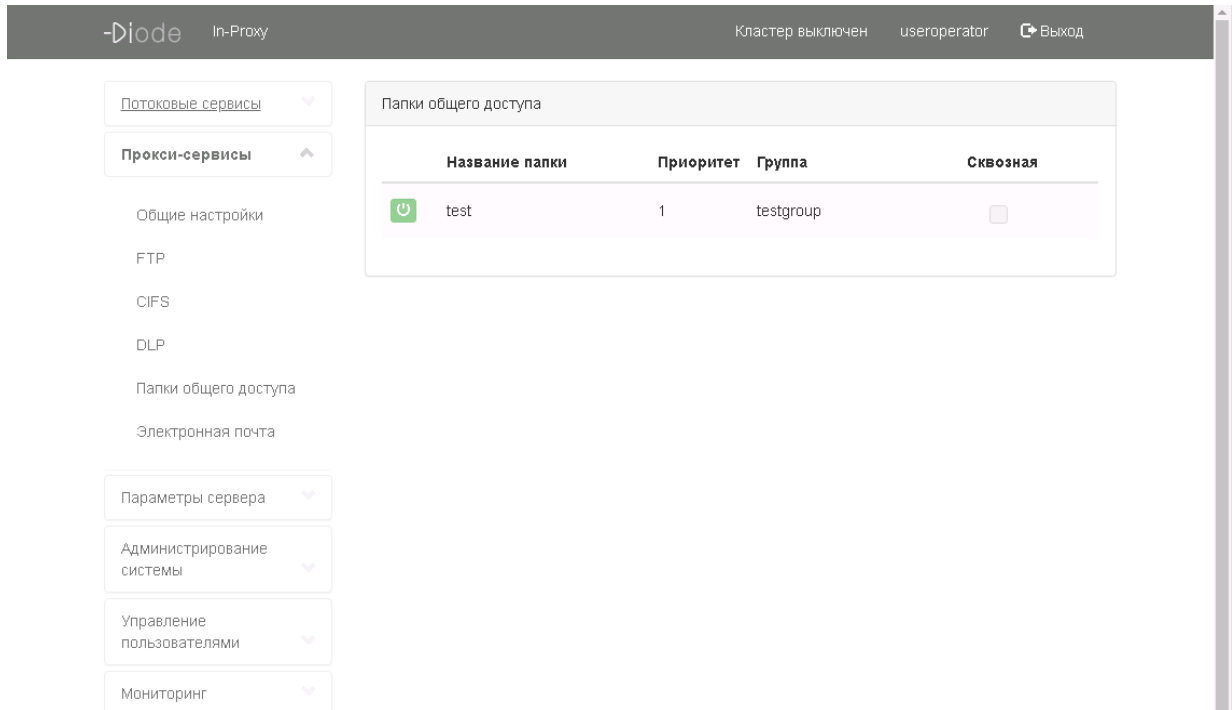 -Diode In-Proxy Кластер выключен useroperator Выход
Потоковые сервисы
Прокси-сервисы
Общие настройки
FTP
CIFS
DLP
Папки общего доступа
Электронная почта
Параметры сервера
Администрирование
системы
Управление
пользователями
Мониторинг
Папки общего доступа
Название папки Приоритет Группа Сквозная
test 1 testgroup